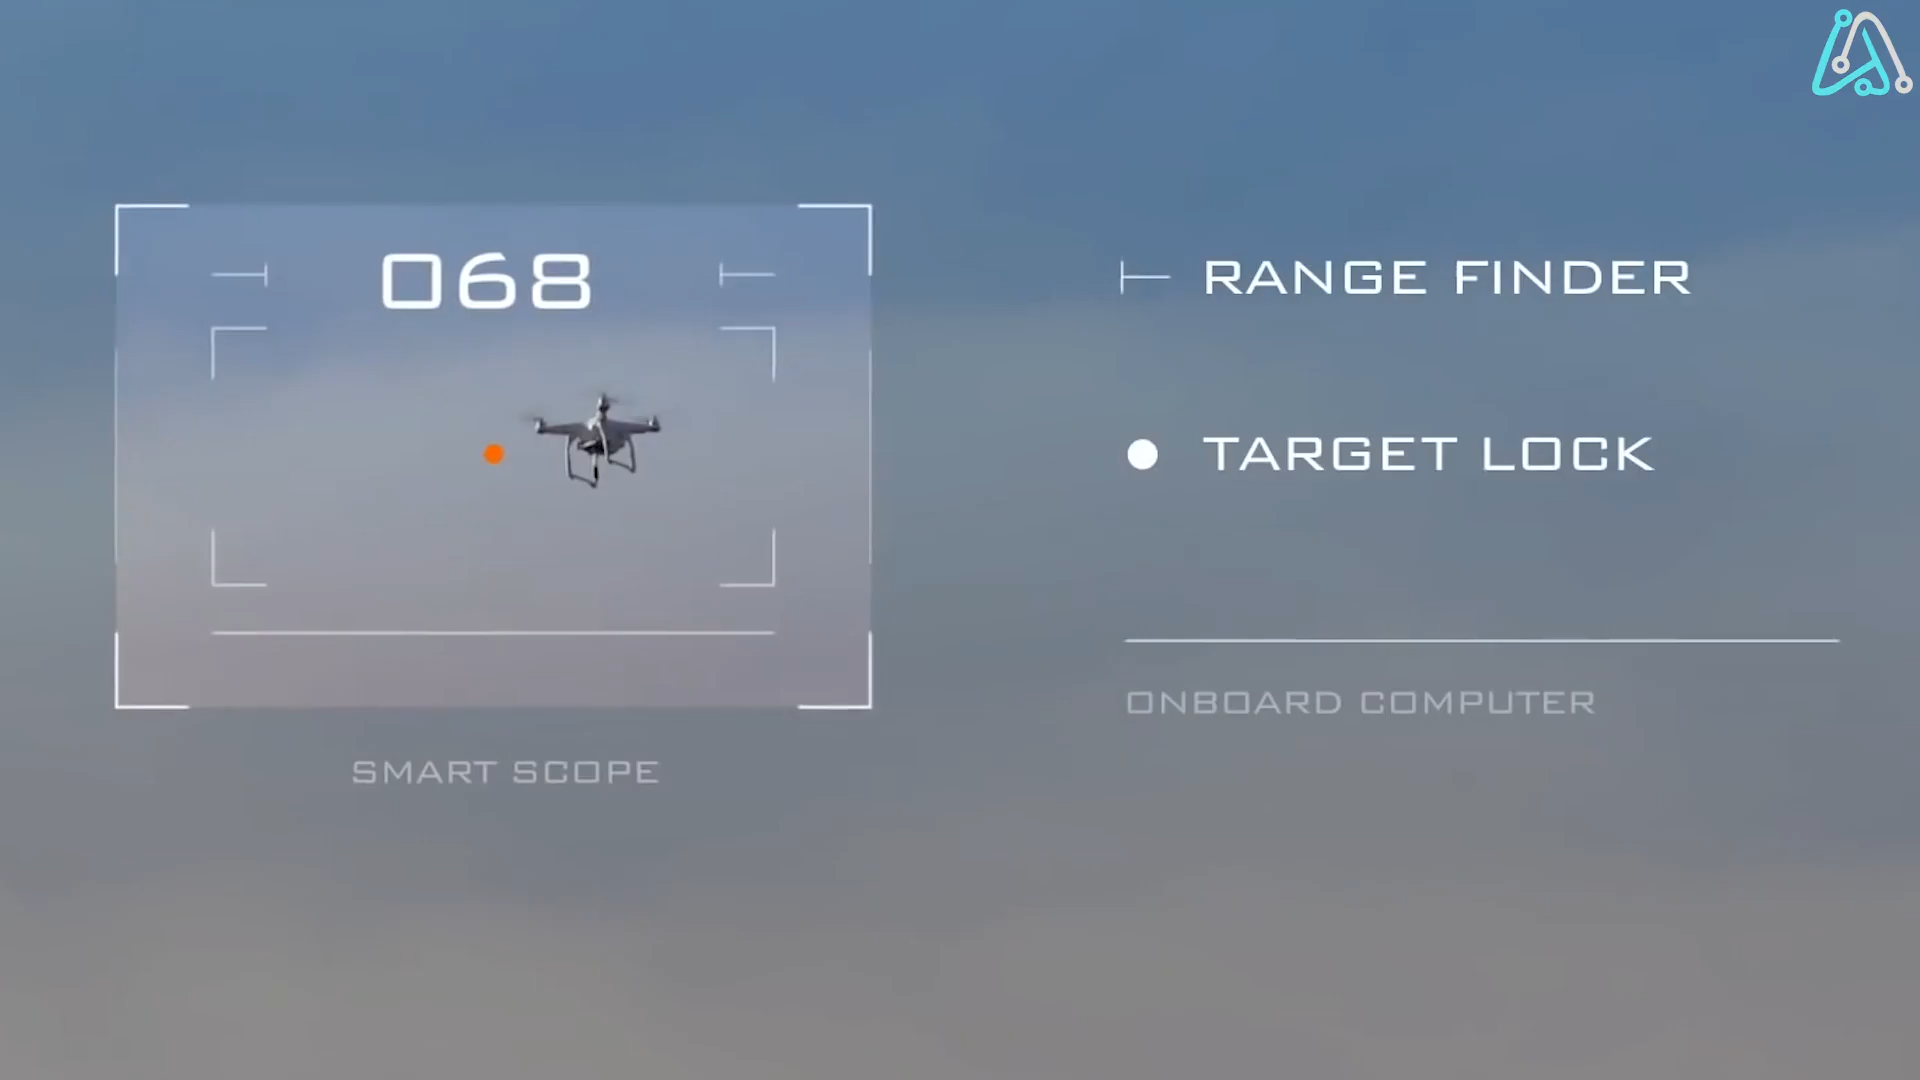 068
SMART SCOPE
RANGE FINDER
TARGET LOCK
ONBOARD COMPUTER